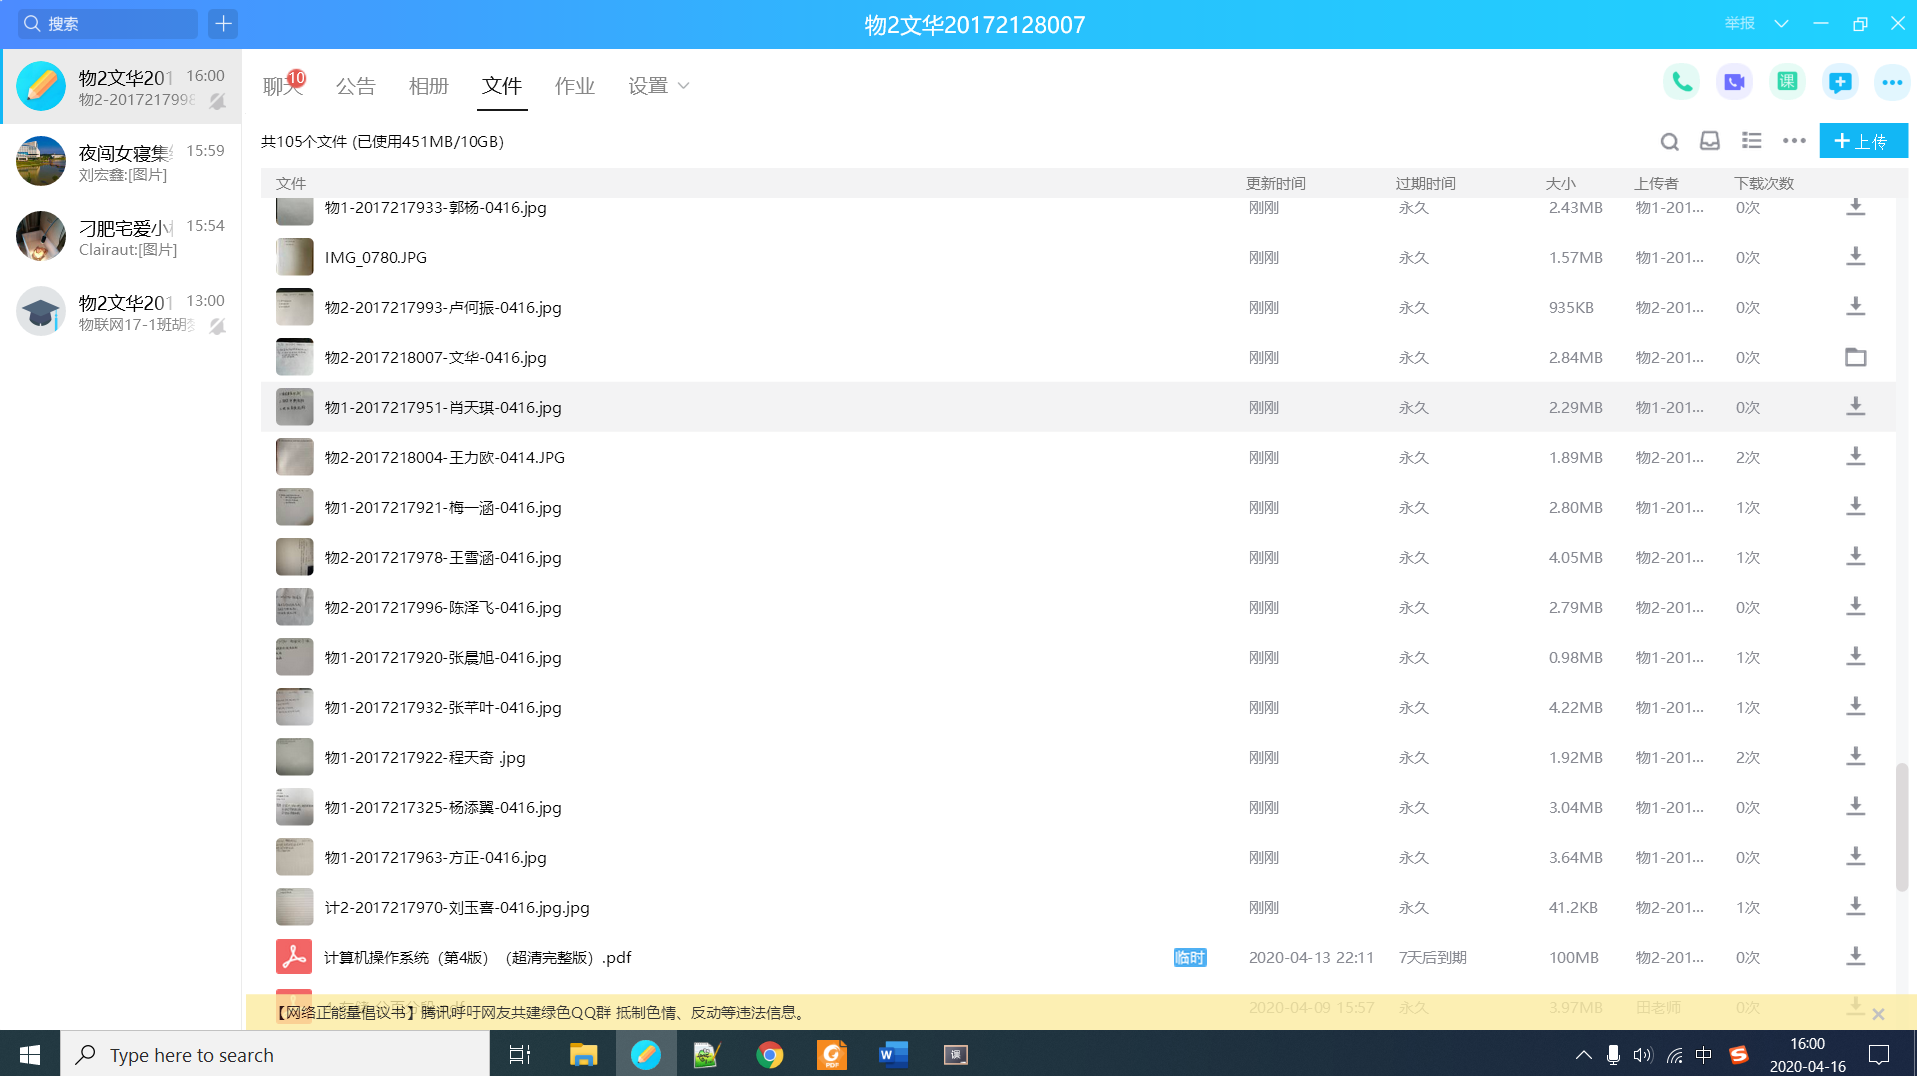 搜索
物2文华20172128007
举报
物2文华201 16:00
物2-2017217998
夜闯女寝集 15:59
刘宏鑫:[图片]
刁肥宅爱小 15:54
Clairaut:[图片]
物2文华201 13:00
物联网17-1班胡
聊天 10 公告 相册 文件 作业 设置
课
共105个文件 (已使用451MB/10GB)
上传
文件 更新时间 过期时间 大小 上传者 下载次数
物1-2017217933-郭杨-0416.jpg 刚刚 永久 2.43MB 物1-201... 0次
IMG_0780.JPG 刚刚 永久 1.57MB 物1-201... 0次
物2-2017217993-卢何振-0416.jpg 刚刚 永久 935KB 物2-201... 0次
物2-2017218007-文华-0416.jpg 刚刚 永久 2.84MB 物2-201... 0次
物1-2017217951-肖天琪-0416.jpg 刚刚 永久 2.29MB 物1-201... 0次
物2-2017218004-王力欧-0414.JPG 刚刚 永久 1.89MB 物2-201... 2次
物1-2017217921-梅一涵-0416.jpg 刚刚 永久 2.80MB 物1-201... 1次
物2-2017217978-王雪涵-0416.jpg 刚刚 永久 4.05MB 物2-201... 1次
物2-2017217996-陈泽飞-0416.jpg 刚刚 永久 2.79MB 物2-201... 0次
物1-2017217920-张晨旭-0416.jpg 刚刚 永久 0.98MB 物1-201... 1次
物1-2017217932-张芊叶-0416.jpg 刚刚 永久 4.22MB 物1-201... 1次
物1-2017217922-程天奇 .jpg 刚刚 永久 1.92MB 物1-201... 2次
物1-2017217325-杨添翼-0416.jpg 刚刚 永久 3.04MB 物1-201... 0次
物1-2017217963-方正-0416.jpg 刚刚 永久 3.64MB 物1-201... 0次
计2-2017217970-刘玉喜-0416.jpg.jpg 刚刚 永久 41.2KB 物2-201... 1次
计算机操作系统（第4版）（超清完整版）.pdf 临时 2020-04-13 22:11 7天后到期 100MB 物2-201... 0次
2020-04-09 15:57 永久 3.97MB 田老师 0次
【网络正能量倡议书】腾讯呼吁网友共建绿色QQ群 抵制色情、反动等违法信息。
Type here to search
PDF
W
课
中
S
16:00
2020-04-16